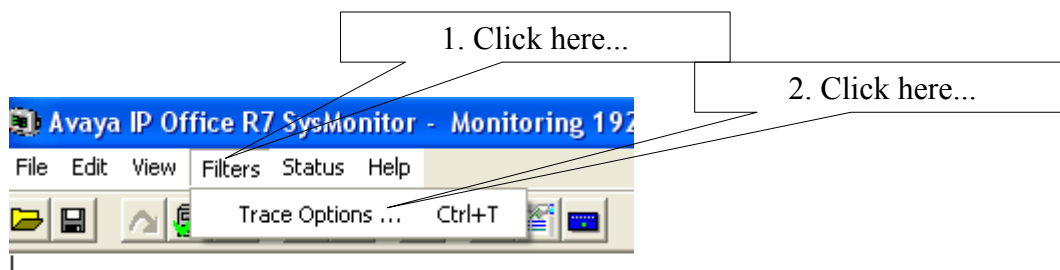 1. Click here...
2. Click here...
Avaya IP Office R7 SysMonitor - Monitoring 192
File Edit View Filters Status Help
Trace Options ... Ctrl+T